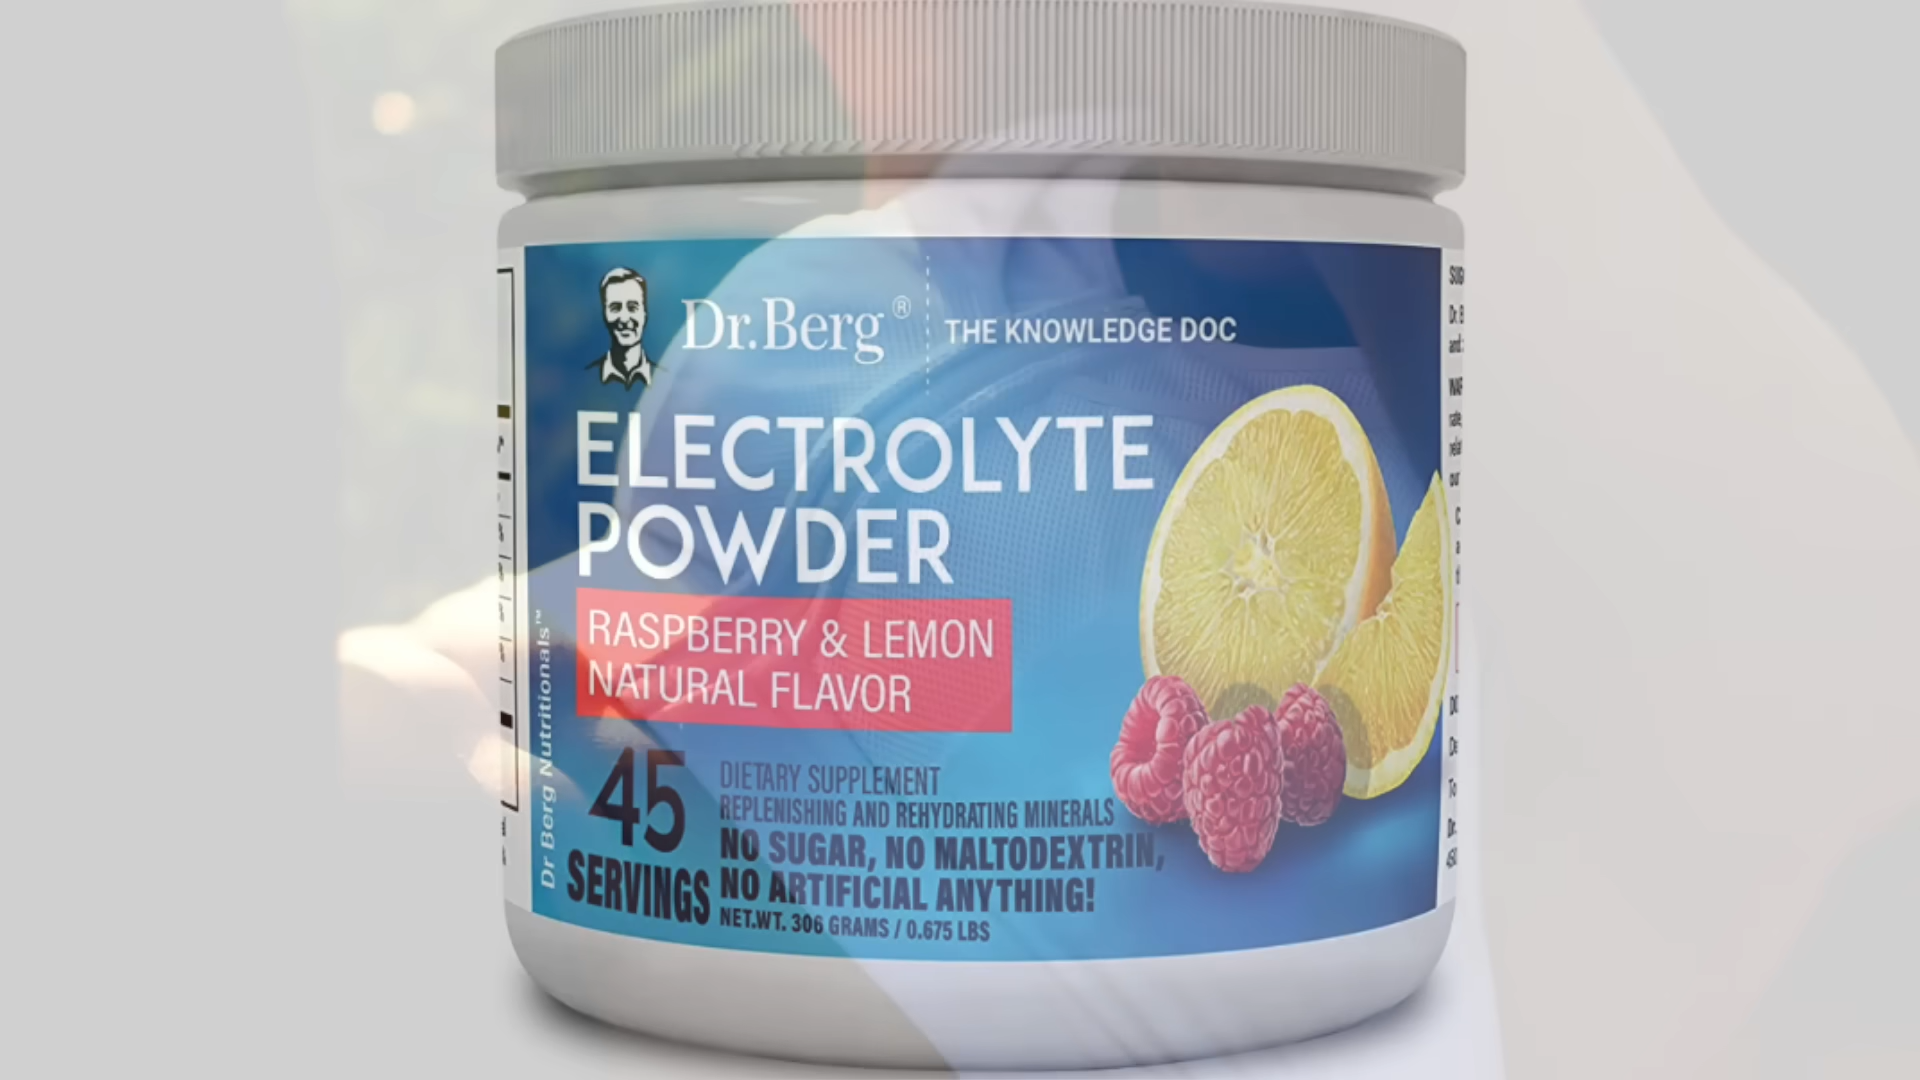 Dr.Berg®
THE KNOWLEDGE DOC
ELECTROLYTE
POWDER
RASPBERRY & LEMON
NATURAL FLAVOR
45
SERVINGS
DIETARY SUPPLEMENT
REPLENISHING AND REHYDRATING MINERALS
NO SUGAR, NO MALTODEXTRIN,
NO ARTIFICIAL ANYTHING!
NET.WT. 306 GRAMS / 0.675 LBS
Dr Berg Nutritionals™